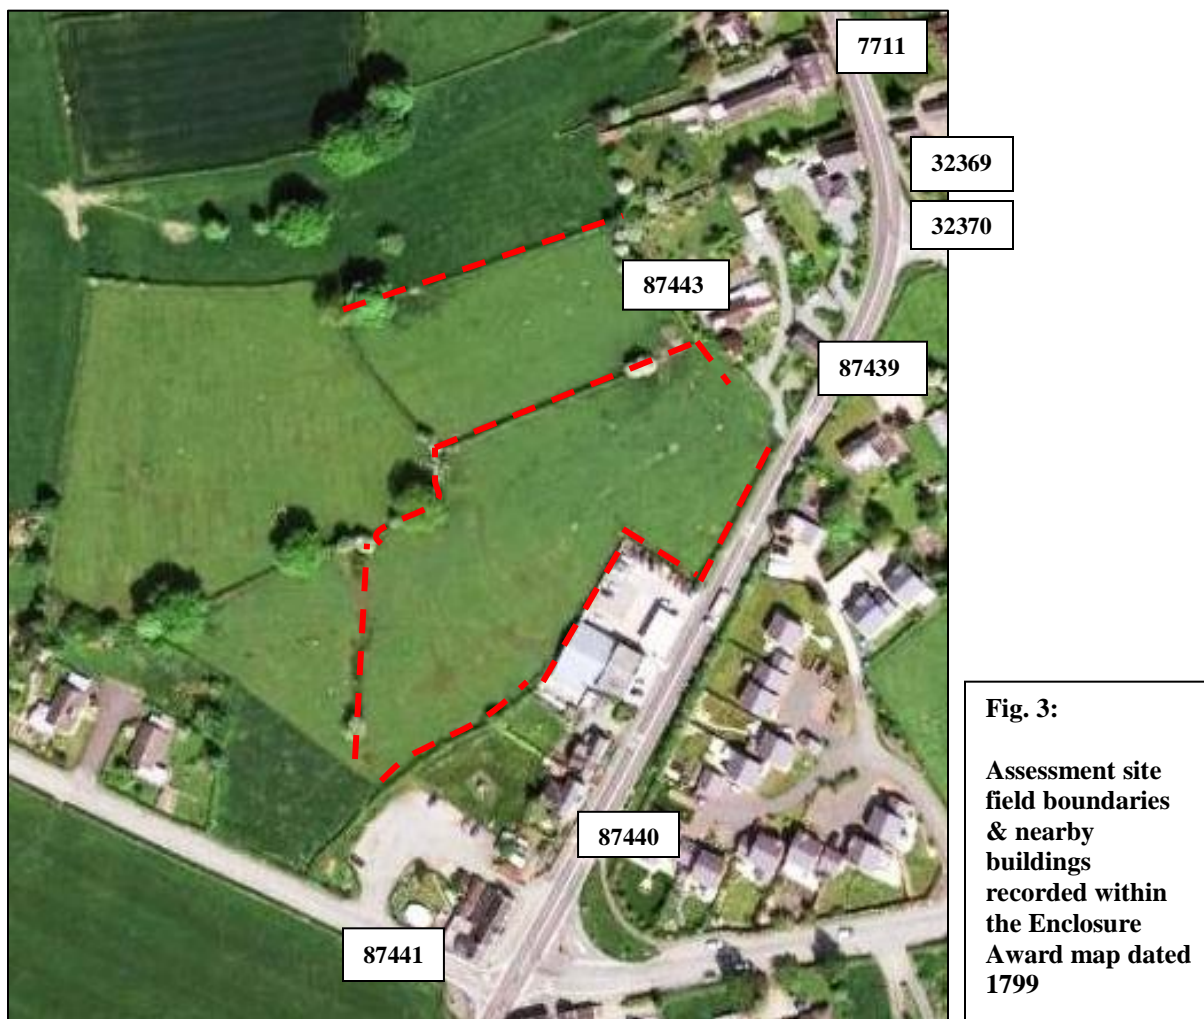 7711
32369
32370
87443
87439
87440
87441
Fig. 3:
Assessment site
field boundaries
& nearby
buildings
recorded within
the Enclosure
Award map dated
1799